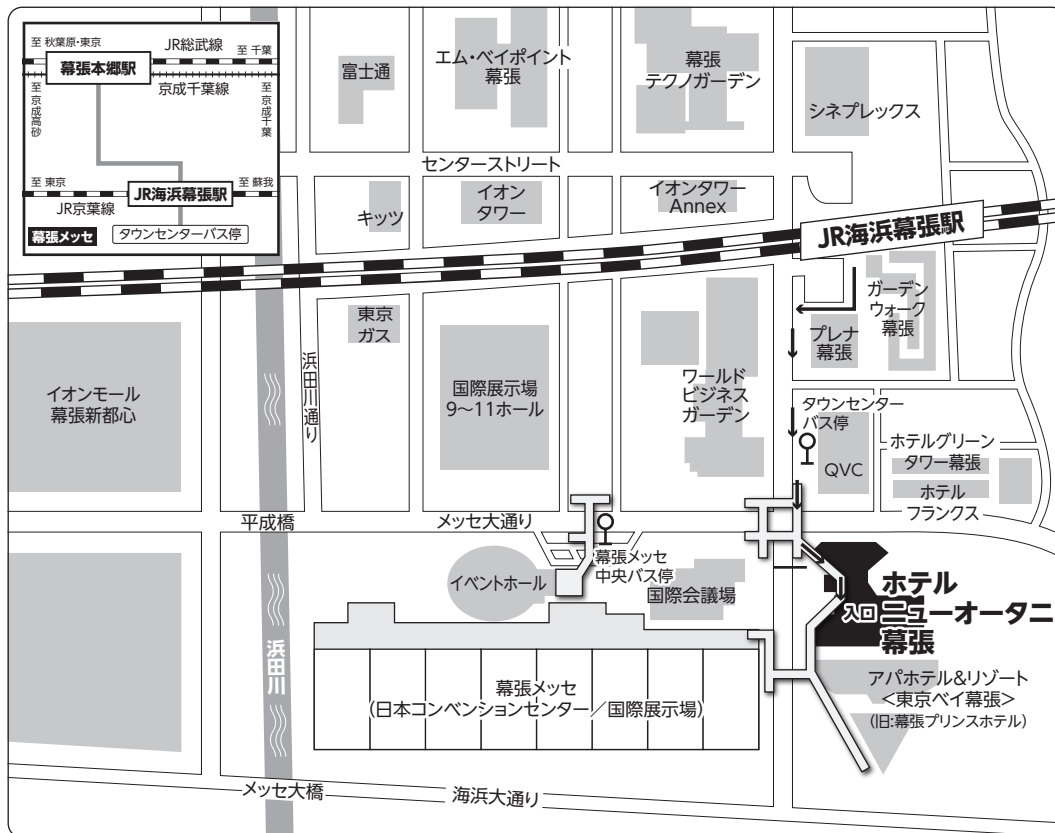 至 秋葉原・東京
JR総武線
至 千葉
幕張本郷駅
京成千葉線
至 京成高砂
至 京成千葉
至 東京
JR海浜幕張駅
至 蘇我
JR京葉線
幕張メッセ
タウンセンターバス停
富士通
エム・ベイポイント
幕張
幕張
テクノガーデン
シネプレックス
センターストリート
キッツ
イオン
タワー
イオンタワー
Annex
JR海浜幕張駅
東京
ガス
浜田川通り
イオンモール
幕張新都心
国際展示場
9〜11ホール
ワールド
ビジネス
ガーデン
プレナ
幕張
ガーデン
ウォーク
幕張
タウンセンター
バス停
QVC
ホテルグリーン
タワー幕張
ホテル
フランクス
平成橋
メッセ大通り
幕張メッセ
中央バス停
イベントホール
国際会議場
入口
ホテル
ニューオータニ
幕張
浜田川
幕張メッセ
(日本コンベンションセンター／国際展示場)
アパホテル&リゾート
<東京ベイ幕張>
(旧:幕張プリンスホテル)
メッセ大橋
海浜大通り